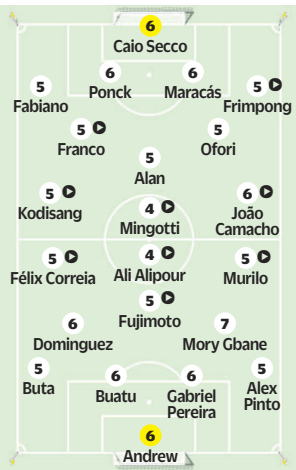 6
Caio Secco
6 6
Ponck Maracás
5 5
Fabiano Frimpong
5 5
Franco Ofori
5
Alan
5 6
Kodisang João
Camacho
4
Mingotti
4
Ali Alipour
5 5
Félix Correia Murilo
5
Fujimoto
6 7
Dominguez Mory Gbane
5 5
Buta Alex
Pinto
6 6
Buatu Gabriel
Pereira
6
Andrew